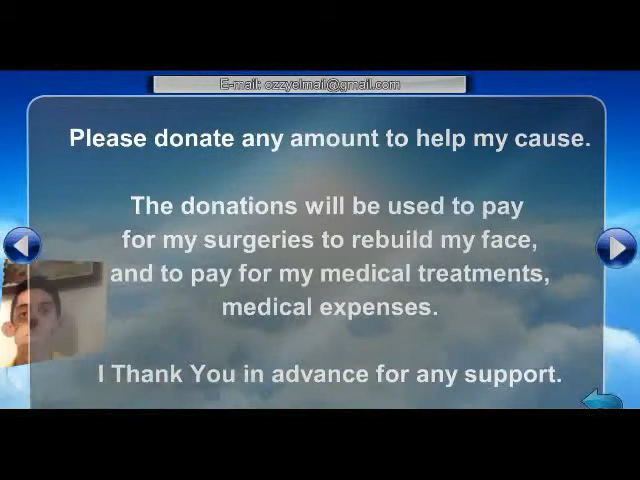 E-mail: ozzyelmail@gmail.com
Please donate any amount to help my cause.
The donations will be used to pay
for my surgeries to rebuild my face,
and to pay for my medical treatments,
medical expenses.
I Thank You in advance for any support.